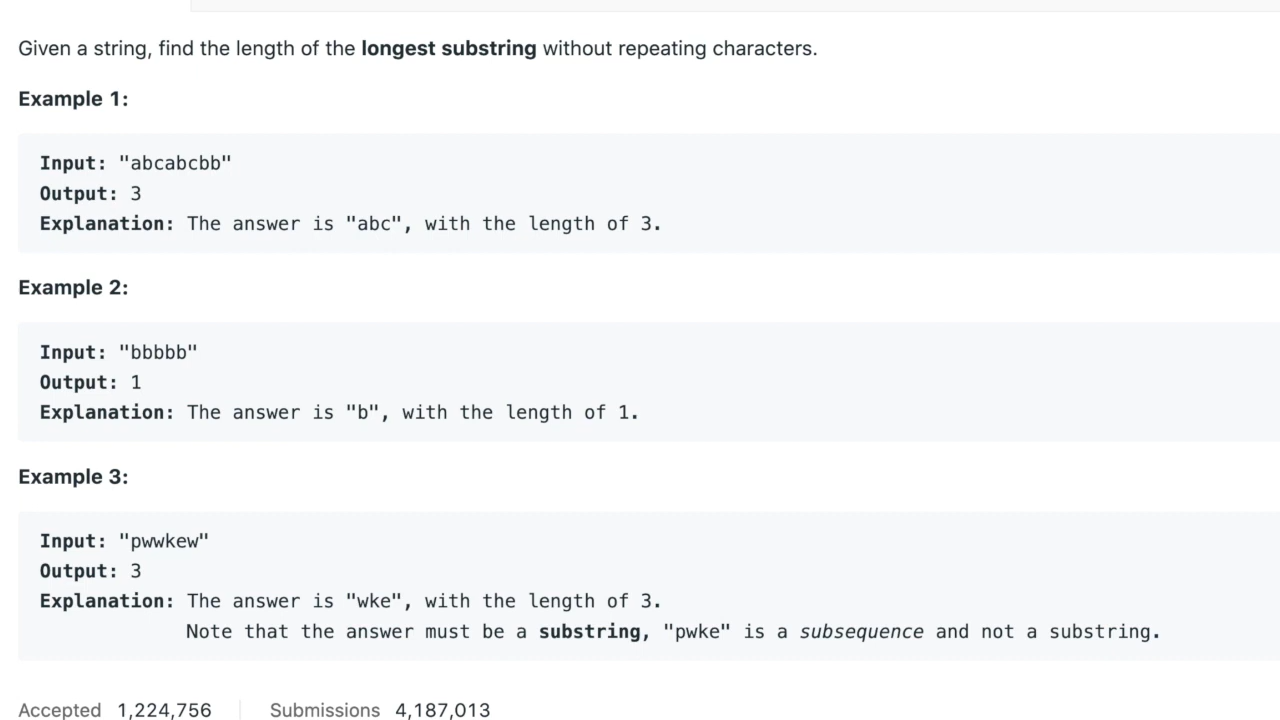 Given a string, find the length of the longest substring without repeating characters.
Example 1:
Input: "abcabcbb"
Output: 3
Explanation: The answer is "abc", with the length of 3.
Example 2:
Input: "bbbbb"
Output: 1
Explanation: The answer is "b", with the length of 1.
Example 3:
Input: "pwwkew"
Output: 3
Explanation: The answer is "wke", with the length of 3.
Note that the answer must be a substring, "pwke" is a subsequence and not a substring.
Accepted 1,224,756 Submissions 4,187,013